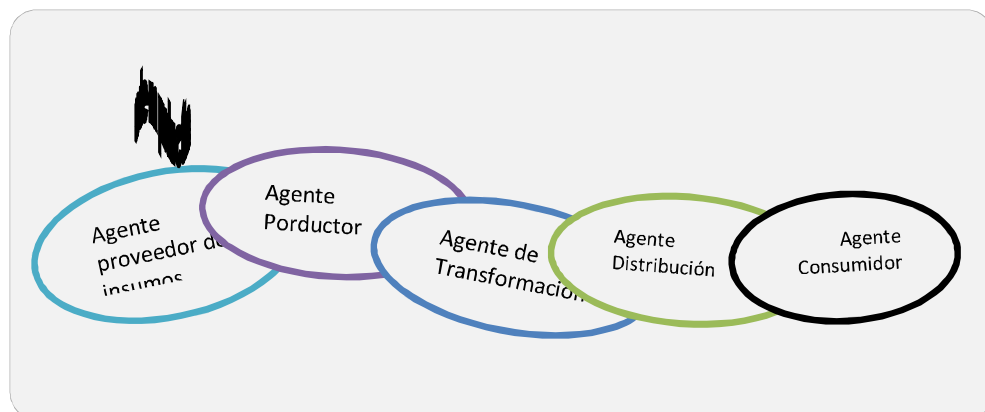 Agente
proveedor de
insumos
Agente
Porductor
Agente de
Transformación
Agente
Distribución
Agente
Consumidor